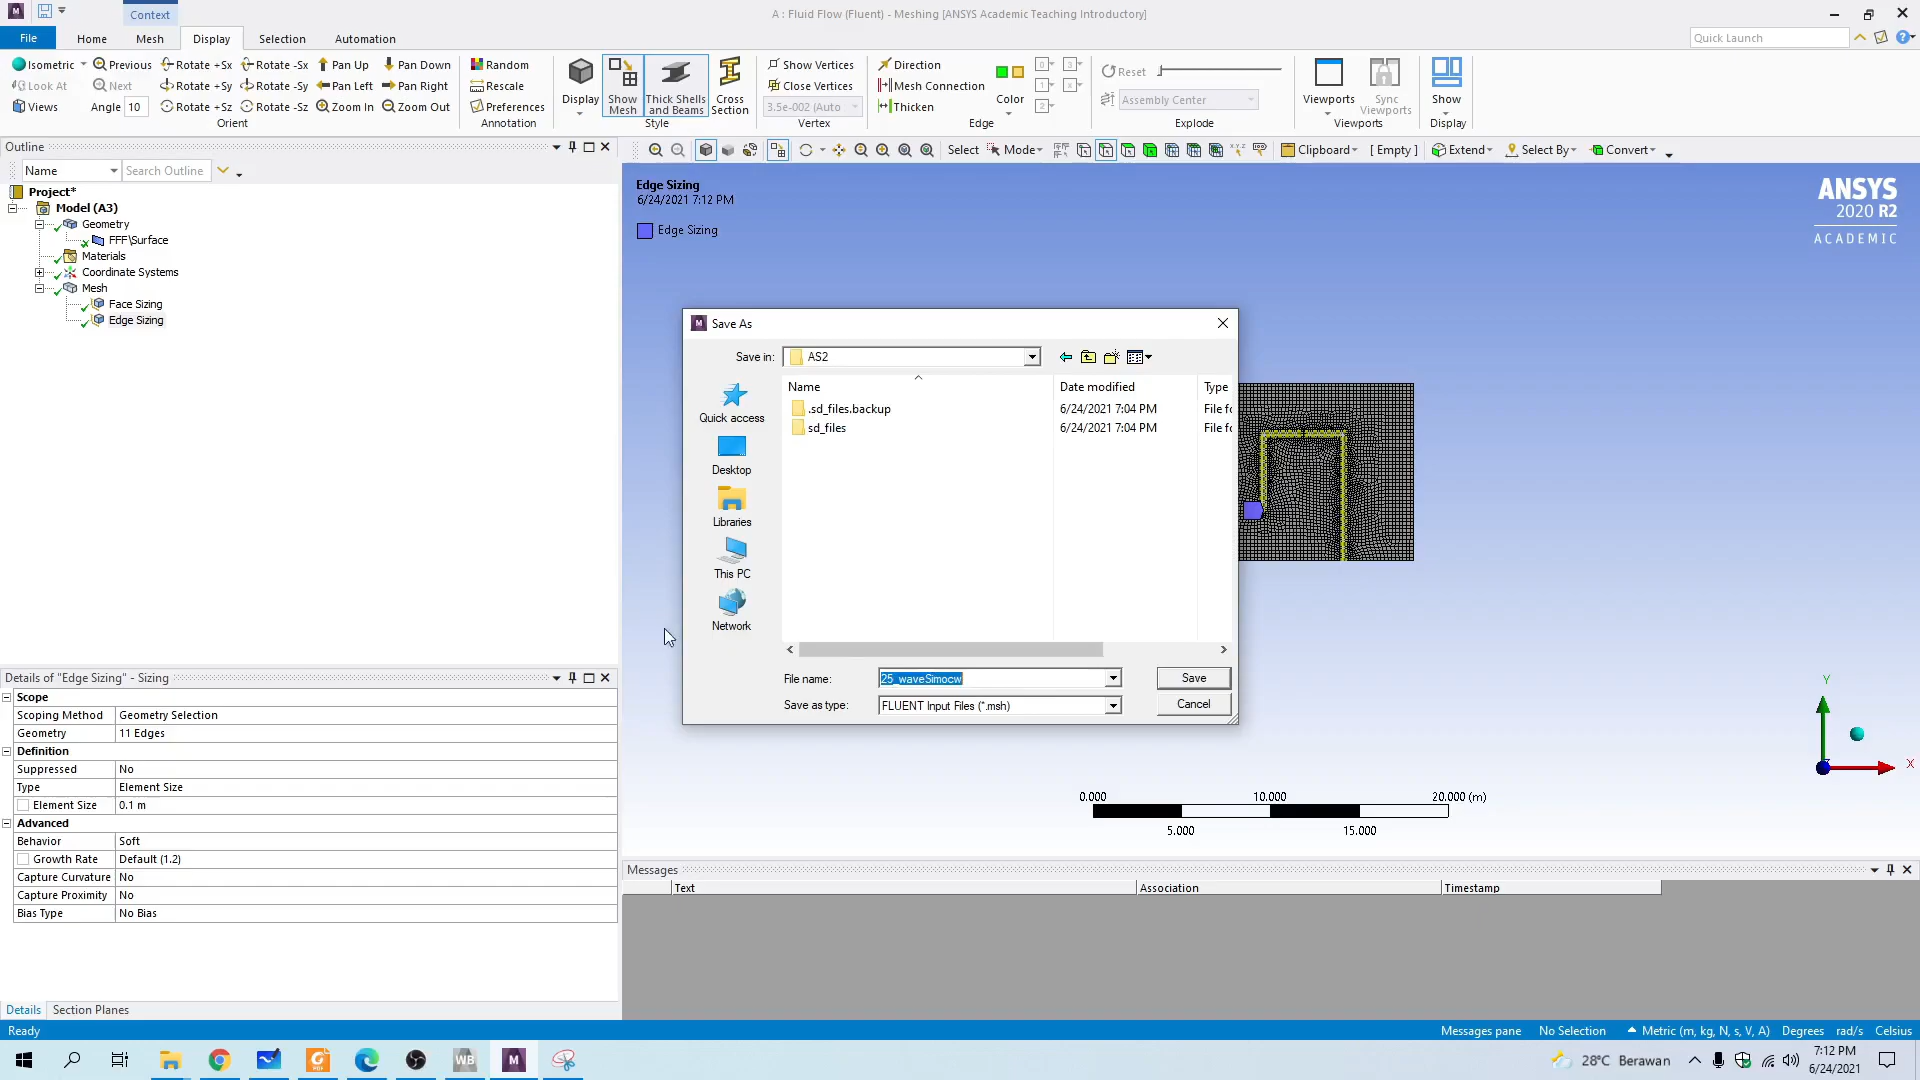 Context
A : Fluid Flow (Fluent) - Meshing [ANSYS Academic Teaching Introductory]
File
Home
Mesh
Display
Selection
Automation
Quick Launch
Isometric
Previous
Rotate +Sx
Rotate -Sx
Pan Up
Pan Down
Look At
Next
Rotate +Sy
Rotate -Sy
Pan Left
Pan Right
Views
Angle 10
Rotate +Sz
Rotate -Sz
Zoom In
Zoom Out
Orient
Random
Rescale
Preferences
Annotation
Display
Show
Mesh
Thick Shells
and Beams
Cross
Section
Style
Show Vertices
Close Vertices
3.5e-002 (Auto
Vertex
Direction
Mesh Connection
Thicken
Color
Edge
Reset
Assembly Center
Explode
Viewports
Sync
Viewports
Viewports
Show
Display
Outline
Name
Search Outline
Select
Mode
Clipboard
[ Empty ]
Extend
Select By
Convert
Project*
Model (A3)
Geometry
FFF\Surface
Materials
Coordinate Systems
Mesh
Face Sizing
Edge Sizing
Edge Sizing
6/24/2021 7:12 PM
Edge Sizing
ANSYS
2020 R2
ACADEMIC
Save As
Save in:
AS2
Name
Date modified
Type
.sd_files.backup
6/24/2021 7:04 PM
File fo
sd_files
6/24/2021 7:04 PM
File fo
Quick access
Desktop
Libraries
This PC
Network
File name:
25_waveSimocw
Save
Save as type:
FLUENT Input Files (*.msh)
Cancel
Y
X
0.000
10.000
20.000 (m)
5.000
15.000
Details of "Edge Sizing" - Sizing
Scope
Scoping Method
Geometry Selection
Geometry
11 Edges
Definition
Suppressed
No
Type
Element Size
Element Size
0.1 m
Advanced
Behavior
Soft
Growth Rate
Default (1.2)
Capture Curvature
No
Capture Proximity
No
Bias Type
No Bias
Messages
Text
Association
Timestamp
Details
Section Planes
Ready
Messages pane
No Selection
Metric (m, kg, N, s, V, A)
Degrees
rad/s
Celsius
WB
M
28°C Berawan
7:12 PM
6/24/2021